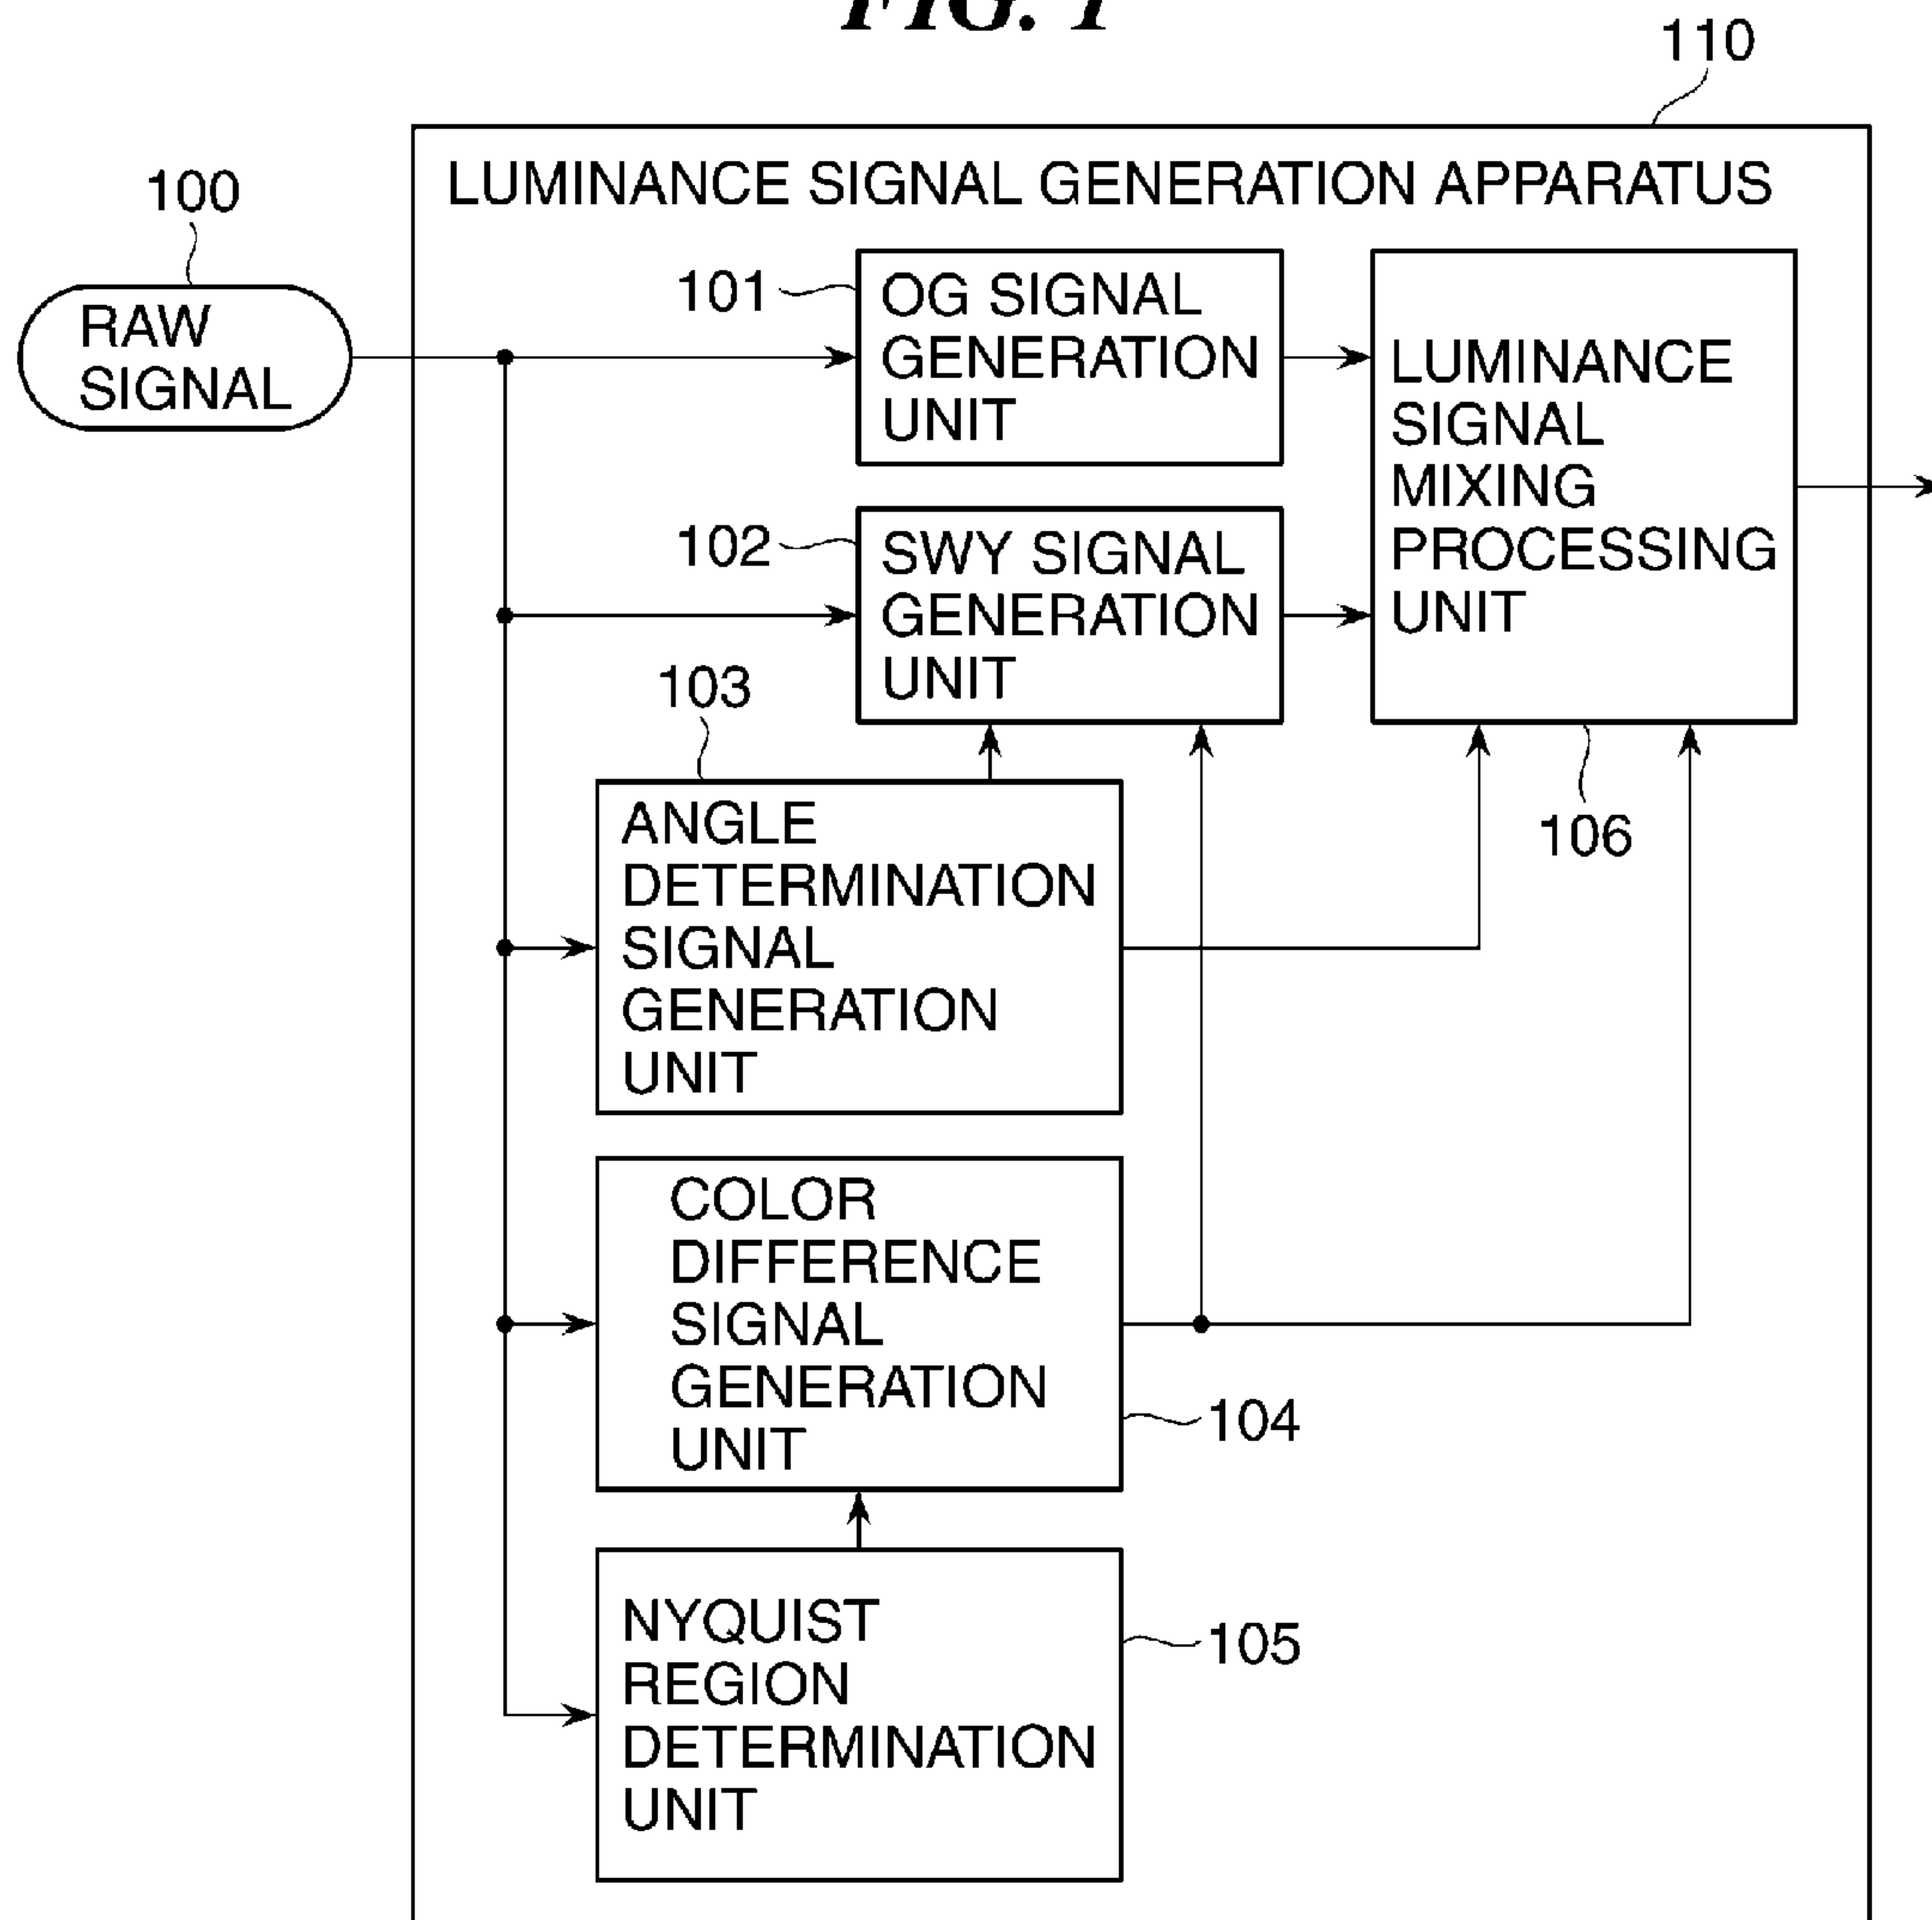 FIG. 1
110
LUMINANCE SIGNAL GENERATION APPARATUS
100
RAW
SIGNAL
101
OG SIGNAL
GENERATION
UNIT
LUMINANCE
SIGNAL
MIXING
PROCESSING
UNIT
102
SWY SIGNAL
GENERATION
UNIT
103
106
ANGLE
DETERMINATION
SIGNAL
GENERATION
UNIT
COLOR
DIFFERENCE
SIGNAL
GENERATION
UNIT
104
NYQUIST
REGION
DETERMINATION
UNIT
105